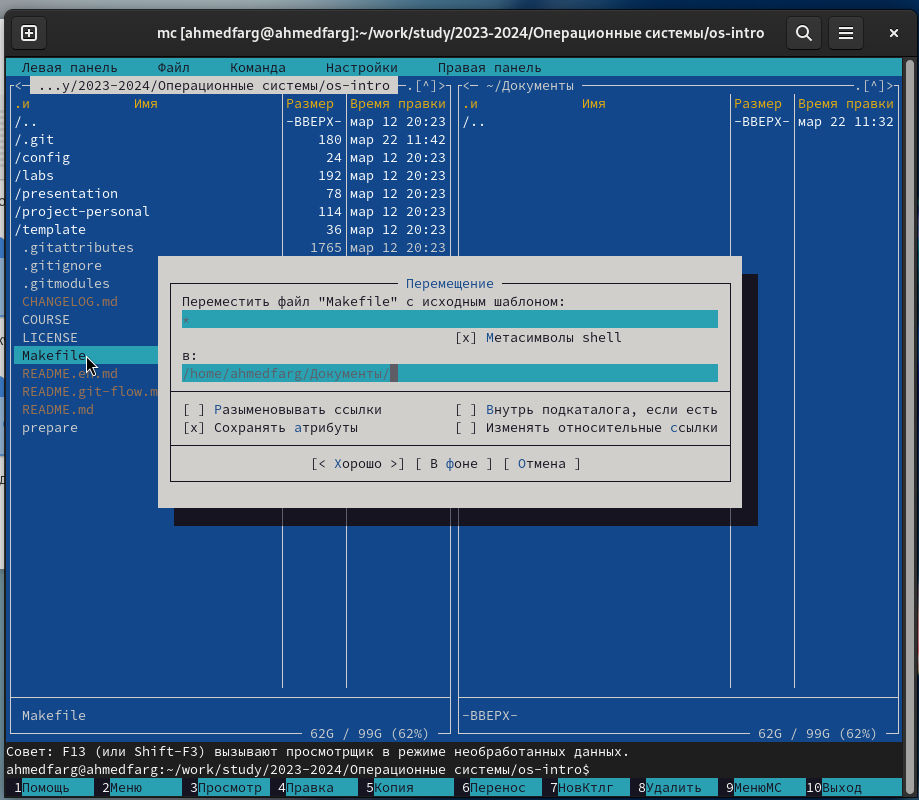 mc [ahmedfarg@ahmedfarg]:~/work/study/2023-2024/Операционные системы/os-intro
Левая панель Файл Команда Настройки Правая панель
<─ ...y/2023-2024/Операционные системы/os-intro ─.[^]>
.и Имя Размер Время правки
/.. -ВВЕРХ- мар 12 20:23
/.git 180 мар 22 11:42
/config 24 мар 12 20:23
/labs 192 мар 12 20:23
/presentation 78 мар 12 20:23
/project-personal 114 мар 12 20:23
/template 36 мар 12 20:23
.gitattributes 1765 мар 12 20:23
.gitignore
.gitmodules
CHANGELOG.md
COURSE
LICENSE
Makefile
README.en.md
README.git-flow.m
README.md
prepare
Makefile
62G / 99G (62%)
<─ ~/Документы ─.[^]>
.и Имя Размер Время правки
/.. -ВВЕРХ- мар 22 11:32
-ВВЕРХ-
62G / 99G (62%)
Перемещение
Переместить файл "Makefile" с исходным шаблоном:
*
[x] Метасимволы shell
в:
/home/ahmedfarg/Документы/
[ ] Разыменовывать ссылки [ ] Внутрь подкаталога, если есть
[x] Сохранять атрибуты [ ] Изменять относительные ссылки
[< Хорошо >] [ В фоне ] [ Отмена ]
Совет: F13 (или Shift-F3) вызывают просмотрщик в режиме необработанных данных.
ahmedfarg@ahmedfarg:~/work/study/2023-2024/Операционные системы/os-intro$
1Помощь 2Меню 3Просмотр 4Правка 5Копия 6Перенос 7НовКтлг 8Удалить 9МенюMC 10Выход